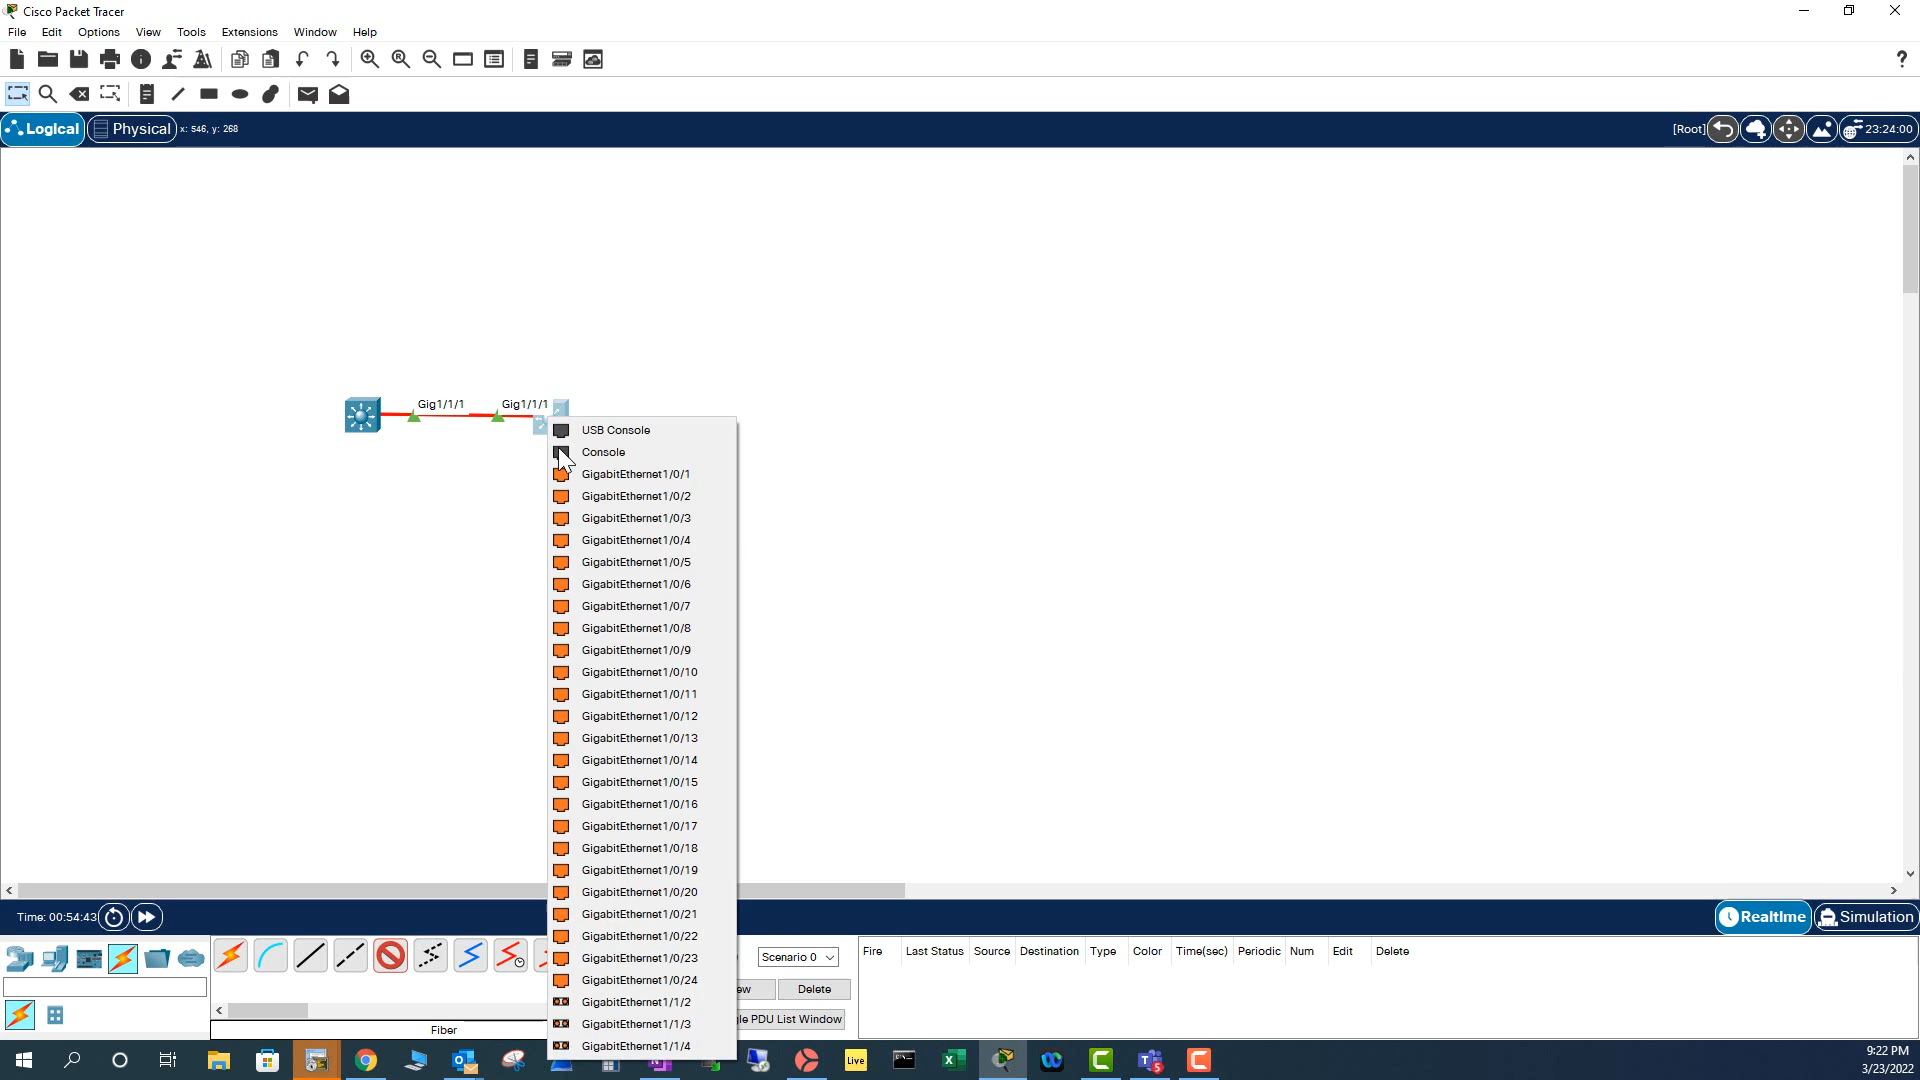 Cisco Packet Tracer
File Edit Options View Tools Extensions Window Help
?
Logical Physical x: 546, y: 268 [Root] 23:24:00
Gig1/1/1 Gig1/1/1
USB Console
Console
GigabitEthernet1/0/1
GigabitEthernet1/0/2
GigabitEthernet1/0/3
GigabitEthernet1/0/4
GigabitEthernet1/0/5
GigabitEthernet1/0/6
GigabitEthernet1/0/7
GigabitEthernet1/0/8
GigabitEthernet1/0/9
GigabitEthernet1/0/10
GigabitEthernet1/0/11
GigabitEthernet1/0/12
GigabitEthernet1/0/13
GigabitEthernet1/0/14
GigabitEthernet1/0/15
GigabitEthernet1/0/16
GigabitEthernet1/0/17
GigabitEthernet1/0/18
GigabitEthernet1/0/19
GigabitEthernet1/0/20
GigabitEthernet1/0/21
GigabitEthernet1/0/22
GigabitEthernet1/0/23
GigabitEthernet1/0/24
GigabitEthernet1/1/2
GigabitEthernet1/1/3
GigabitEthernet1/1/4
Time: 00:54:43 Realtime Simulation
Scenario 0 Fire Last Status Source Destination Type Color Time(sec) Periodic Num Edit Delete
ew Delete
gle PDU List Window
Fiber
Live
9:22 PM
3/23/2022